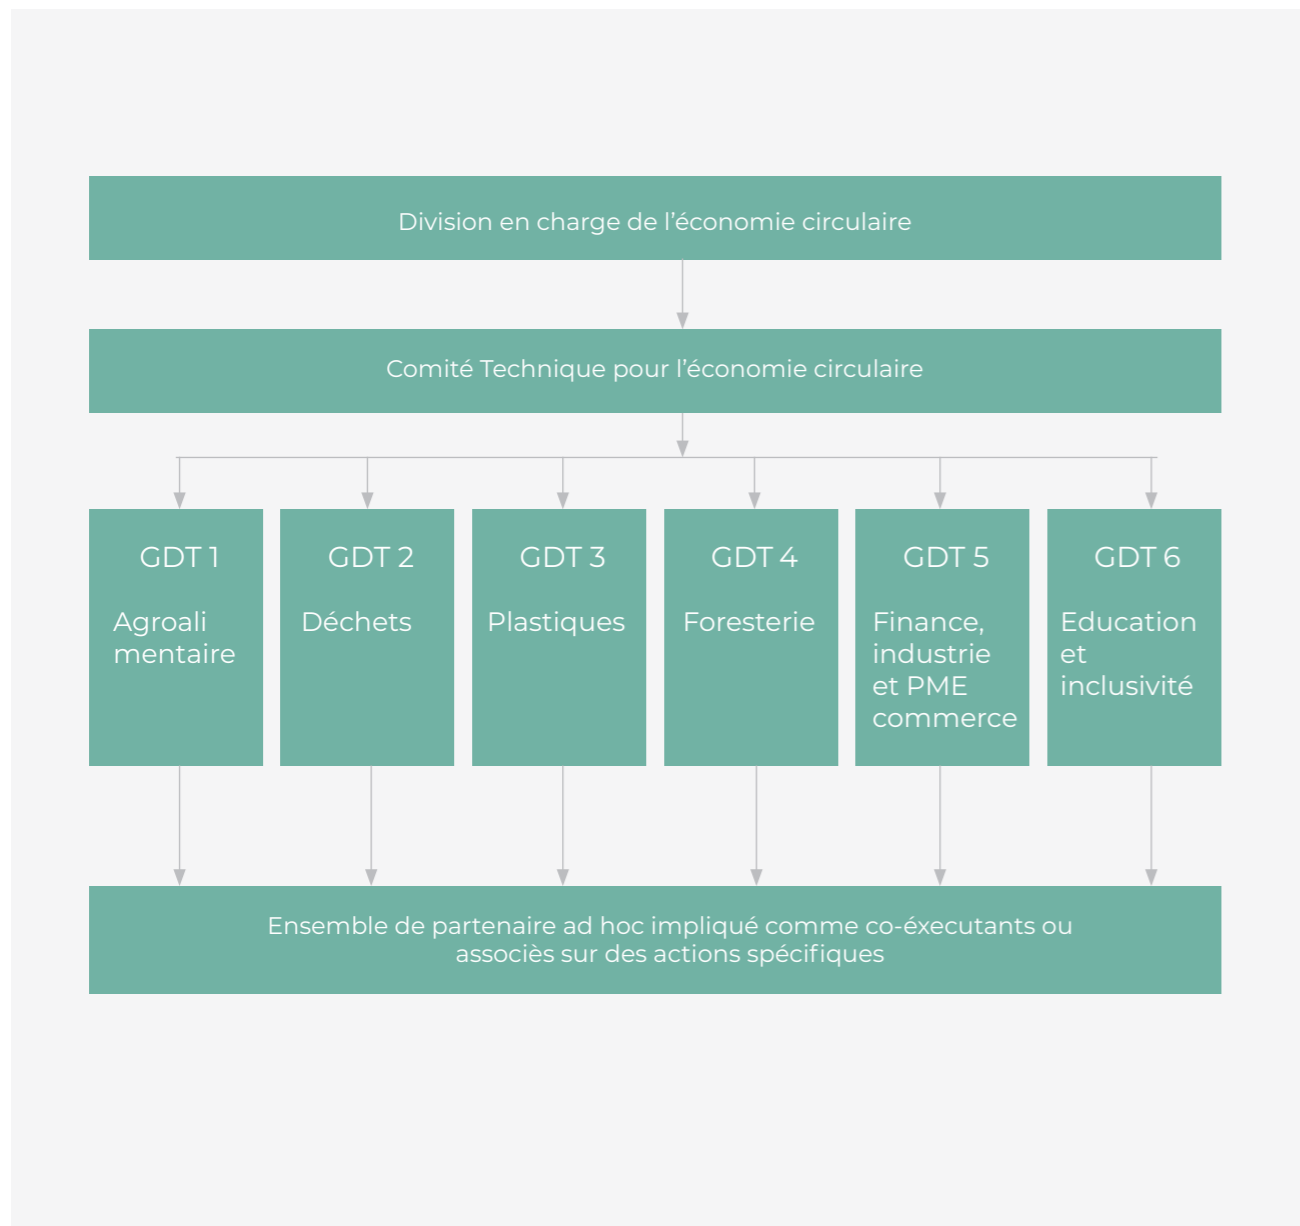 Division en charge de l’économie circulaire
Comité Technique pour l’économie circulaire
GDT 1
Agroali
mentaire
GDT 2
Déchets
GDT 3
Plastiques
GDT 4
Foresterie
GDT 5
Finance,
industrie
et PME
commerce
GDT 6
Education
et
inclusivité
Ensemble de partenaire ad hoc impliqué comme co-éxecutants ou
associès sur des actions spécifiques